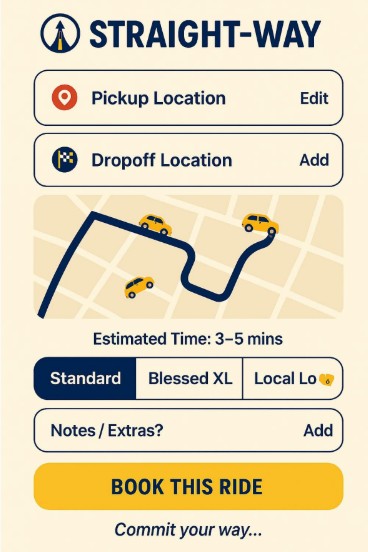 STRAIGHT-WAY
Pickup Location Edit
Dropoff Location Add
Estimated Time: 3–5 mins
Standard Blessed XL Local Lo
Notes / Extras? Add
BOOK THIS RIDE
Commit your way...